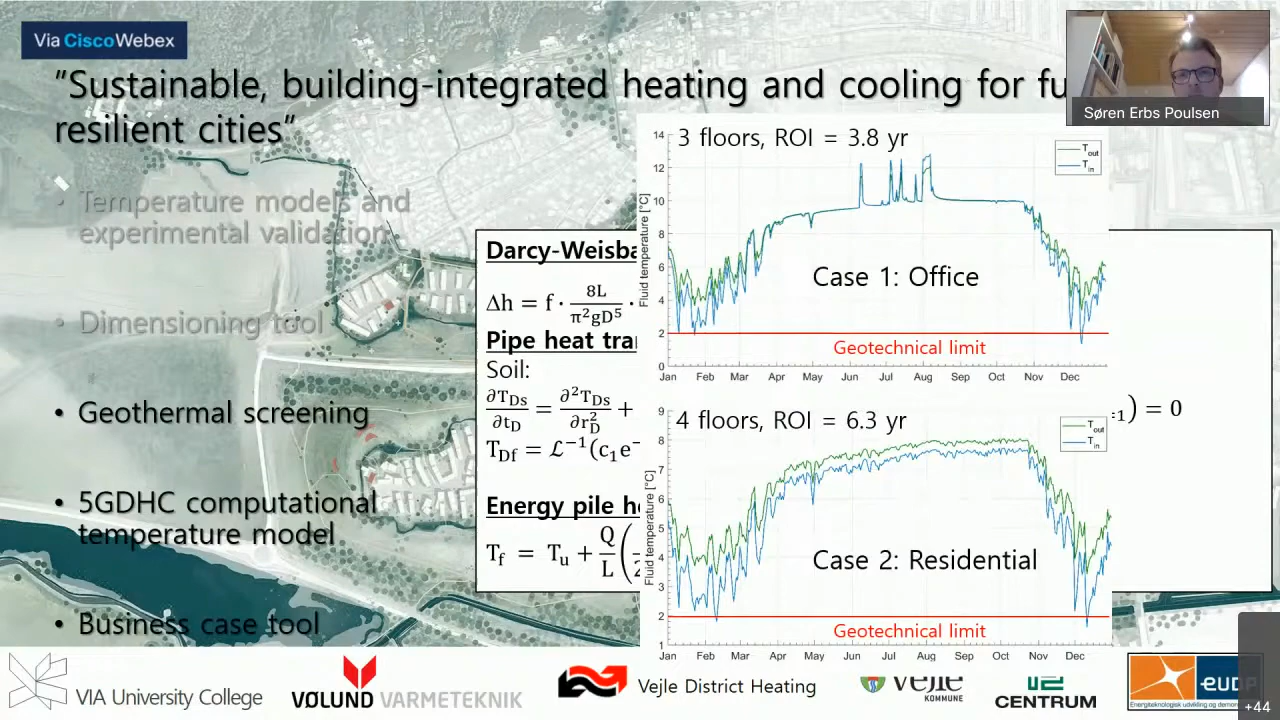 Via CiscoWebex
"Sustainable, building-integrated heating and cooling for fu
resilient cities"
Søren Erbs Poulsen
• Temperature models and
experimental validation
• Dimensioning tool
• Geothermal screening
• 5GDHC computational
temperature model
• Business case tool
Darcy-Weisba
Δh = f · 8L/π²gD⁵ ·
Pipe heat tra
Soil:
∂T_Ds/∂t_D = ∂²T_Ds/∂r_D² +
T_Df = ℒ⁻¹(c₁e⁻
₌₁) = 0
Energy pile h
T_f = T_u + Q/L (
3 floors, ROI = 3.8 yr
T_out
T_in
Fluid temperature [°C]
14
12
10
8
6
4
2
0
Case 1: Office
Geotechnical limit
Jan Feb Mar Apr May Jun Jul Aug Sep Oct Nov Dec
4 floors, ROI = 6.3 yr
T_out
T_in
Fluid temperature [°C]
9
8
7
6
5
4
3
2
1
Case 2: Residential
Geotechnical limit
Jan Feb Mar Apr May Jun Jul Aug Sep Oct Nov Dec
VIA University College
VØLUND VARMETEKNIK
Vejle District Heating
Vejle
KOMMUNE
CENTRUM
EUDP
Energiteknologisk udvikling og demon
+44